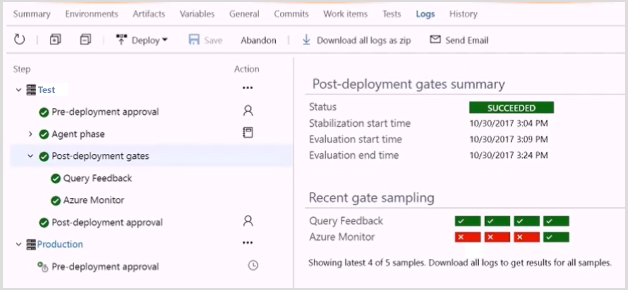 Summary Environments Artifacts Variables General Commits Work items Tests Logs History
Deploy Save Abandon Download all logs as zip Send Email
Step Action
Test
Pre-deployment approval
Agent phase
Post-deployment gates
Query Feedback
Azure Monitor
Post-deployment approval
Production
Pre-deployment approval
Post-deployment gates summary
Status SUCCEEDED
Stabilization start time 10/30/2017 3:04 PM
Evaluation start time 10/30/2017 3:09 PM
Evaluation end time 10/30/2017 3:24 PM
Recent gate sampling
Query Feedback
Azure Monitor
Showing latest 4 of 5 samples. Download all logs to get results for all samples.